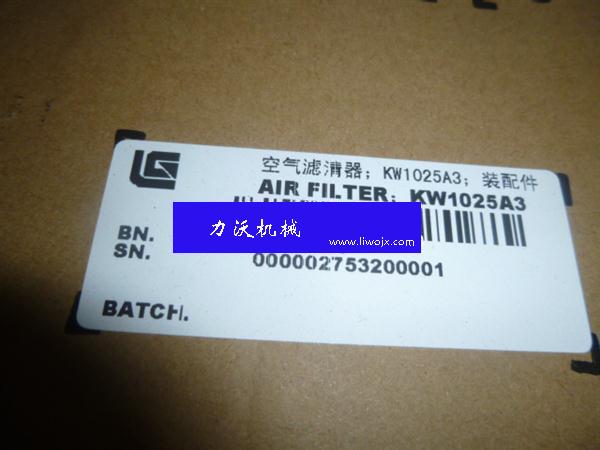 空气滤清器；KW1025A3；装配件
AIR FILTER；KW1025A3
力沃机械
www.liwojx.com
BN.
SN.
000002753200001
BATCH.